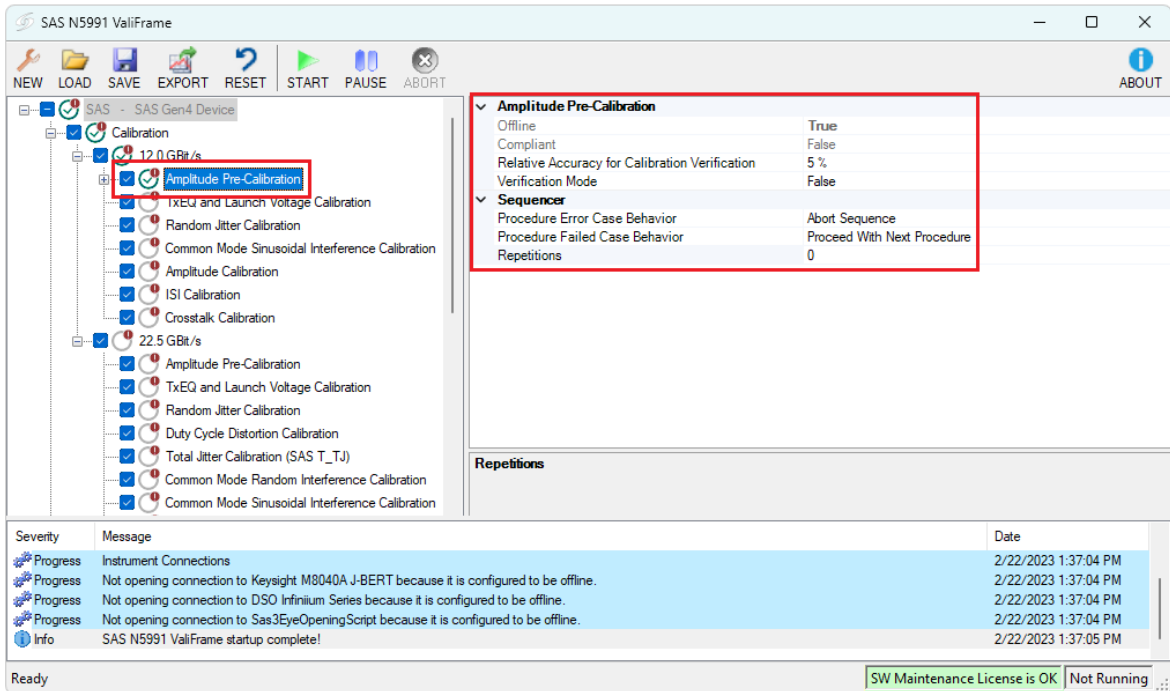 SAS N5991 ValiFrame
NEW LOAD SAVE EXPORT RESET START PAUSE ABORT ABOUT
SAS - SAS Gen4 Device
Calibration
12.0 GBit/s
Amplitude Pre-Calibration
TxEQ and Launch Voltage Calibration
Random Jitter Calibration
Common Mode Sinusoidal Interference Calibration
Amplitude Calibration
ISI Calibration
Crosstalk Calibration
22.5 GBit/s
Amplitude Pre-Calibration
TxEQ and Launch Voltage Calibration
Random Jitter Calibration
Duty Cycle Distortion Calibration
Total Jitter Calibration (SAS T_TJ)
Common Mode Random Interference Calibration
Common Mode Sinusoidal Interference Calibration
Amplitude Pre-Calibration
Offline True
Compliant False
Relative Accuracy for Calibration Verification 5 %
Verification Mode False
Sequencer
Procedure Error Case Behavior Abort Sequence
Procedure Failed Case Behavior Proceed With Next Procedure
Repetitions 0
Repetitions
Severity Message Date
Progress Instrument Connections 2/22/2023 1:37:04 PM
Progress Not opening connection to Keysight M8040A J-BERT because it is configured to be offline. 2/22/2023 1:37:04 PM
Progress Not opening connection to DSO Infiniium Series because it is configured to be offline. 2/22/2023 1:37:04 PM
Progress Not opening connection to Sas3EyeOpeningScript because it is configured to be offline. 2/22/2023 1:37:04 PM
Info SAS N5991 ValiFrame startup complete! 2/22/2023 1:37:05 PM
Ready SW Maintenance License is OK Not Running